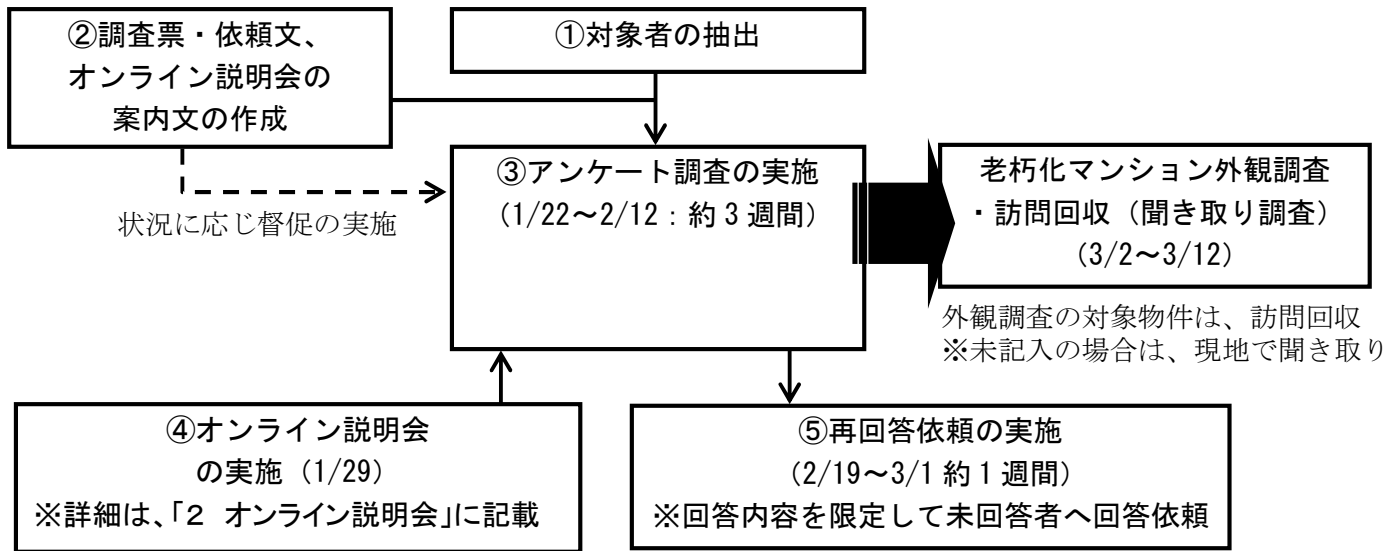 ②調査票・依頼文、
オンライン説明会の
案内文の作成
①対象者の抽出
③アンケート調査の実施
（1/22～2/12：約 3 週間）
老朽化マンション外観調査
・訪問回収（聞き取り調査）
（3/2～3/12）
状況に応じ督促の実施
外観調査の対象物件は、訪問回収
※未記入の場合は、現地で聞き取り
④オンライン説明会
の実施（1/29）
※詳細は、「２　オンライン説明会」に記載
⑤再回答依頼の実施
（2/19～3/1 約 1 週間）
※回答内容を限定して未回答者へ回答依頼